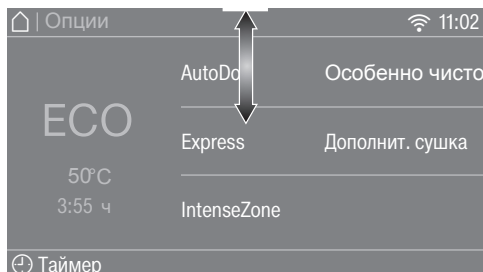 Опции 11:02
AutoDo Особенно чисто
ECO
Express Дополнит. сушка
50°C
3:55 ч
IntenseZone
Таймер